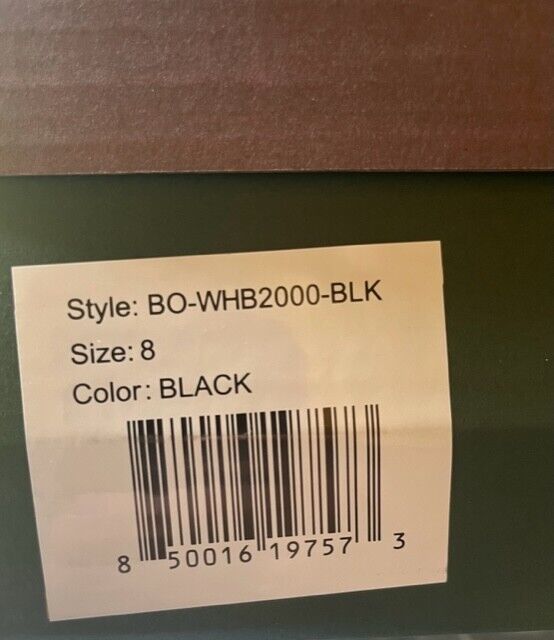 Style: BO-WHB2000-BLK
Size: 8
Color: BLACK
8 50016 19757 3